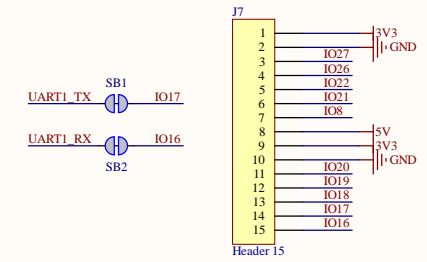 J7
1 3V3
2 GND
3 IO27
4 IO26
5 IO22
6 IO21
7 IO8
8 5V
9 3V3
10 GND
11 IO20
12 IO19
13 IO18
14 IO17
15 IO16
Header 15
SB1
UART1_TX IO17
UART1_RX IO16
SB2